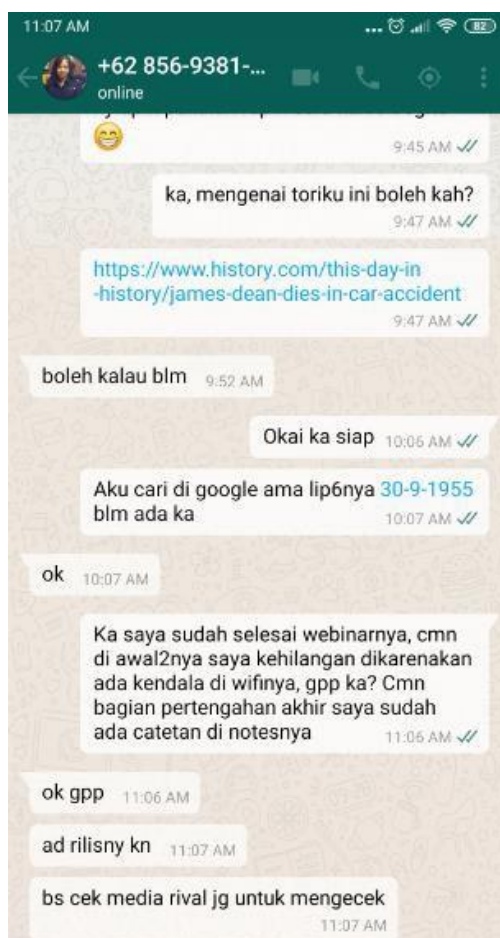 11:07 AM
82
+62 856-9381-...
online
9:45 AM
ka, mengenai toriku ini boleh kah?
9:47 AM
https://www.history.com/this-day-in
-history/james-dean-dies-in-car-accident
9:47 AM
boleh kalau blm 9:52 AM
Okai ka siap 10:06 AM
Aku cari di google ama lip6nya 30-9-1955
blm ada ka 10:07 AM
ok 10:07 AM
Ka saya sudah selesai webinarnya, cmn
di awal2nya saya kehilangan dikarenakan
ada kendala di wifinya, gpp ka? Cmn
bagian pertengahan akhir saya sudah
ada catetan di notesnya 11:06 AM
ok gpp 11:06 AM
ad rilisny kn 11:07 AM
bs cek media rival jg untuk mengecek
11:07 AM